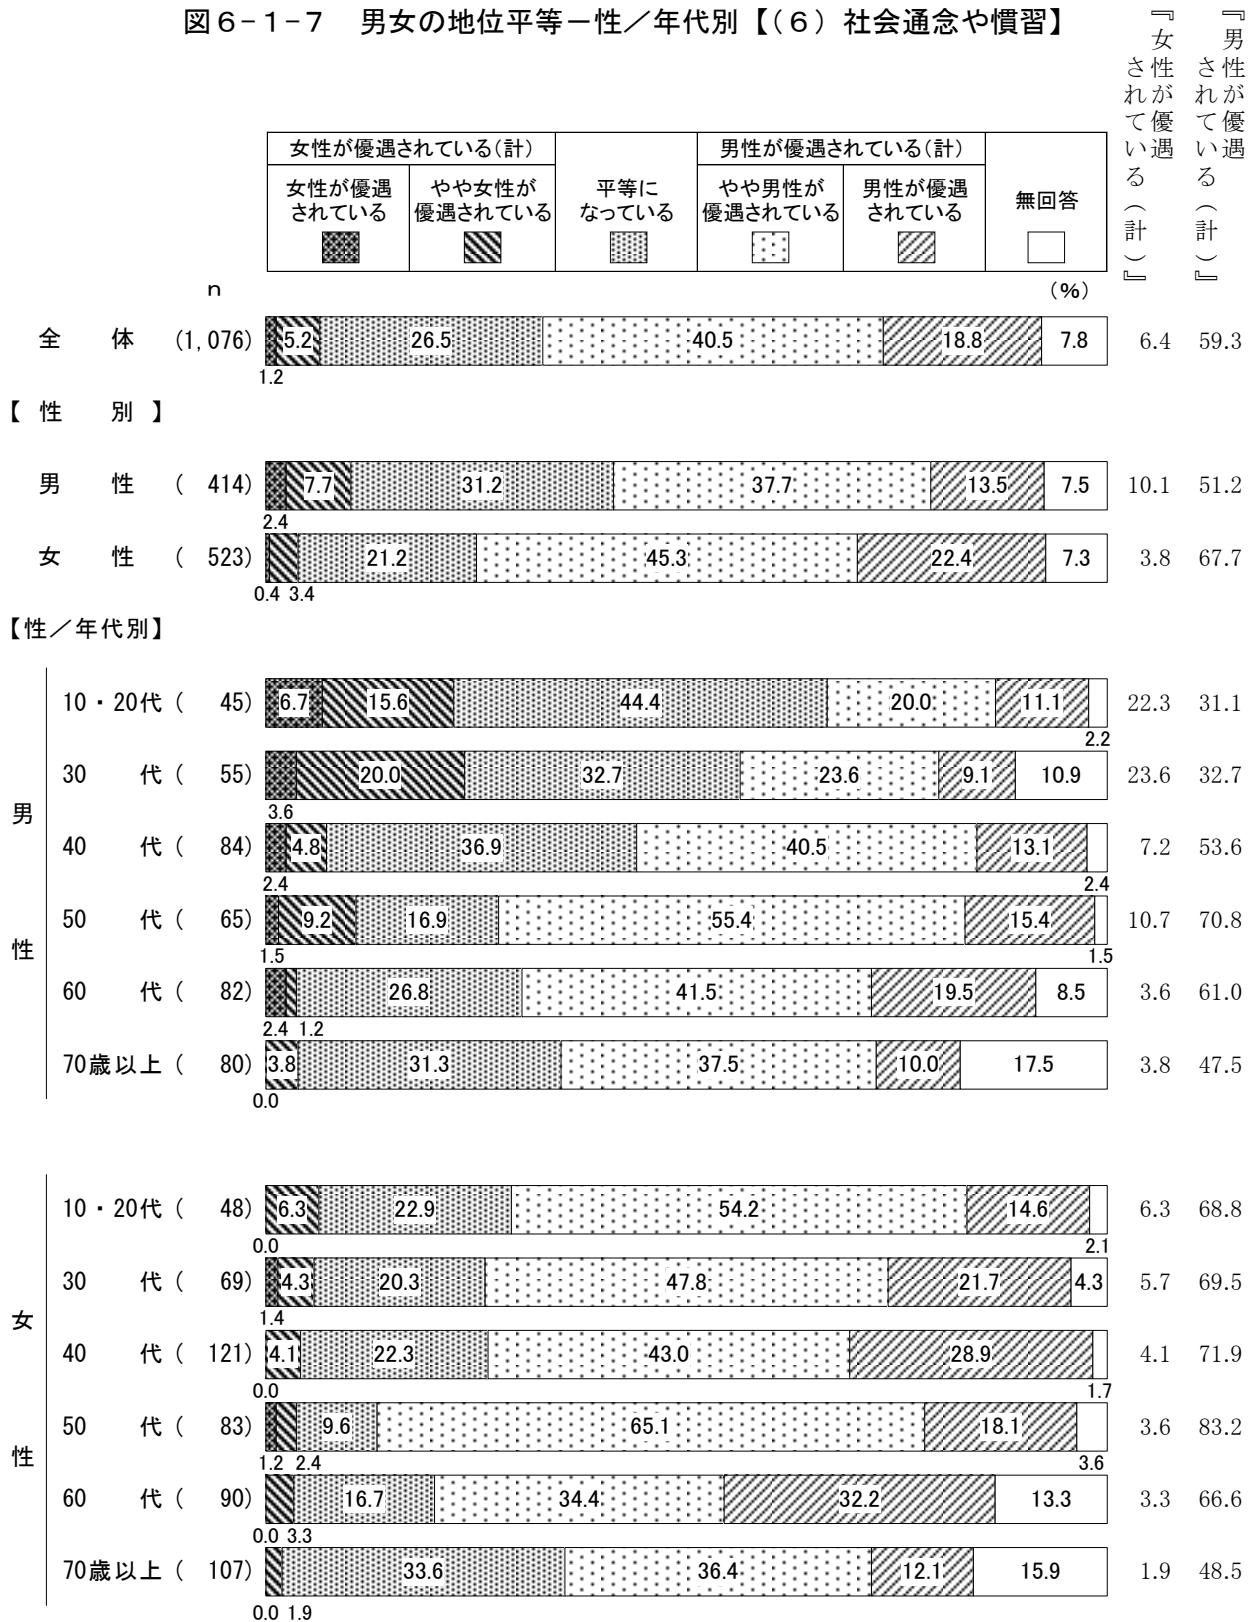 図6-1-7 男女の地位平等－性／年代別【(6) 社会通念や慣習】
『女性が優遇されている(計)』
『男性が優遇されている(計)』
女性が優遇されている(計) 男性が優遇されている(計)
女性が優遇されている やや女性が優遇されている 平等になっている やや男性が優遇されている 男性が優遇されている 無回答
n (%)
全体 (1,076) 5.2 26.5 40.5 18.8 7.8 6.4 59.3
1.2
【性別】
男性 (414) 7.7 31.2 37.7 13.5 7.5 10.1 51.2
2.4
女性 (523) 21.2 45.3 22.4 7.3 3.8 67.7
0.4 3.4
【性／年代別】
男性
10・20代 (45) 6.7 15.6 44.4 20.0 11.1 22.3 31.1
2.2
30代 (55) 20.0 32.7 23.6 9.1 10.9 23.6 32.7
3.6
40代 (84) 4.8 36.9 40.5 13.1 7.2 53.6
2.4 2.4
50代 (65) 9.2 16.9 55.4 15.4 10.7 70.8
1.5 1.5
60代 (82) 26.8 41.5 19.5 8.5 3.6 61.0
2.4 1.2
70歳以上 (80) 3.8 31.3 37.5 10.0 17.5 3.8 47.5
0.0
女性
10・20代 (48) 6.3 22.9 54.2 14.6 6.3 68.8
0.0 2.1
30代 (69) 4.3 20.3 47.8 21.7 4.3 5.7 69.5
1.4
40代 (121) 4.1 22.3 43.0 28.9 4.1 71.9
0.0 1.7
50代 (83) 9.6 65.1 18.1 3.6 83.2
1.2 2.4 3.6
60代 (90) 16.7 34.4 32.2 13.3 3.3 66.6
0.0 3.3
70歳以上 (107) 33.6 36.4 12.1 15.9 1.9 48.5
0.0 1.9